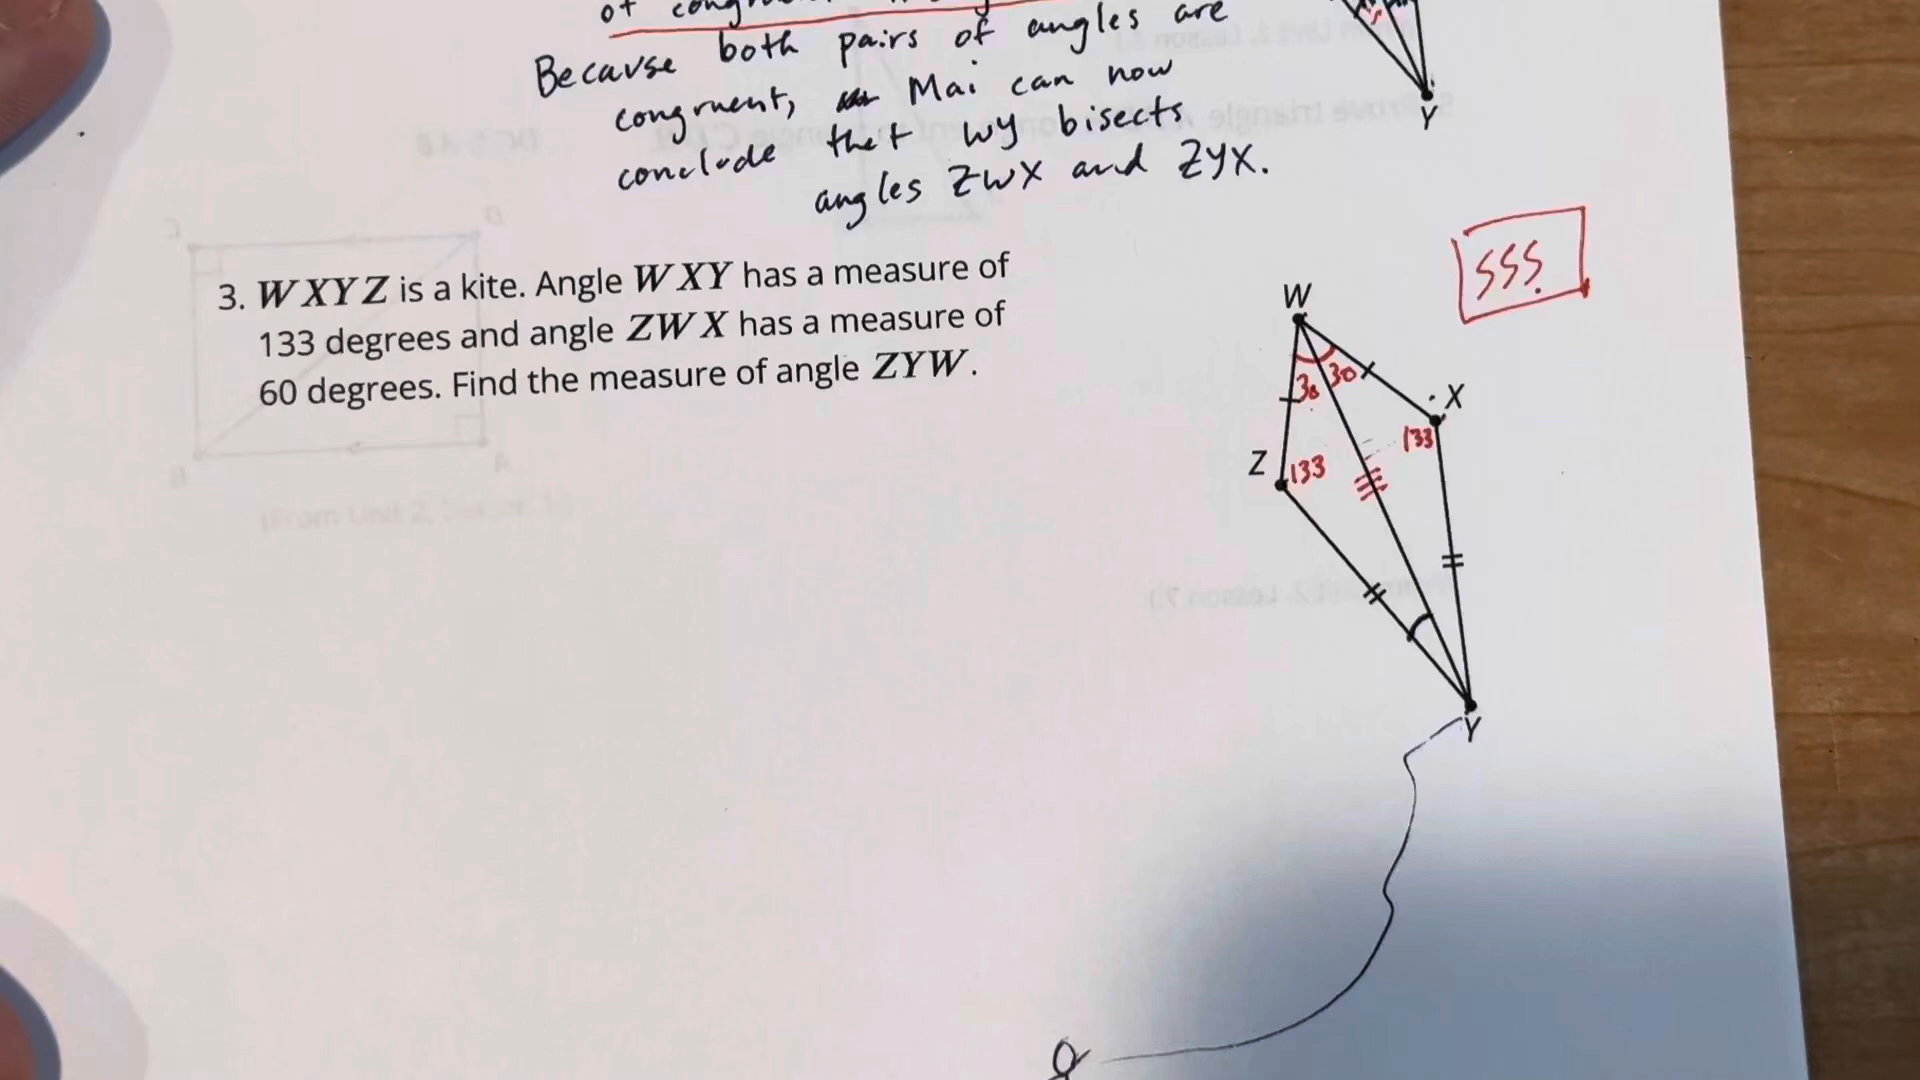 of
Because both pairs of angles are
congruent, Mai can now
conclude thet wy bisects
angles ZWX and ZYX.
Y
3. WXYZ is a kite. Angle WXY has a measure of
133 degrees and angle ZWX has a measure of
60 degrees. Find the measure of angle ZYW.
SSS
W
30 30
X
133
Z 133
Y